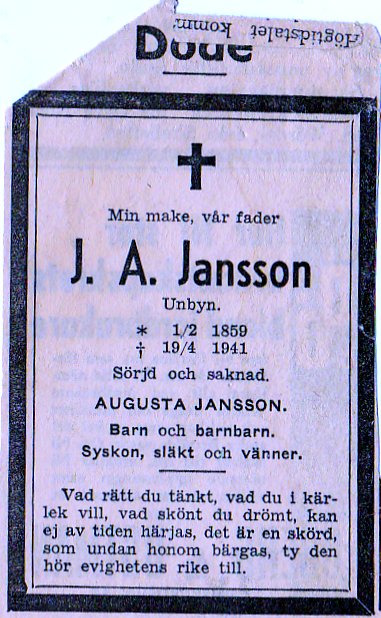 Högtidstalet komm.
Döde
Min make, vår fader
J. A. Jansson
Unbyn.
* 1/2 1859
† 19/4 1941
Sörjd och saknad.
AUGUSTA JANSSON.
Barn och barnbarn.
Syskon, släkt och vänner.
Vad rätt du tänkt, vad du i kär-
lek vill, vad skönt du drömt, kan
ej av tiden härjas, det är en skörd,
som undan honom bärgas, ty den
hör evighetens rike till.